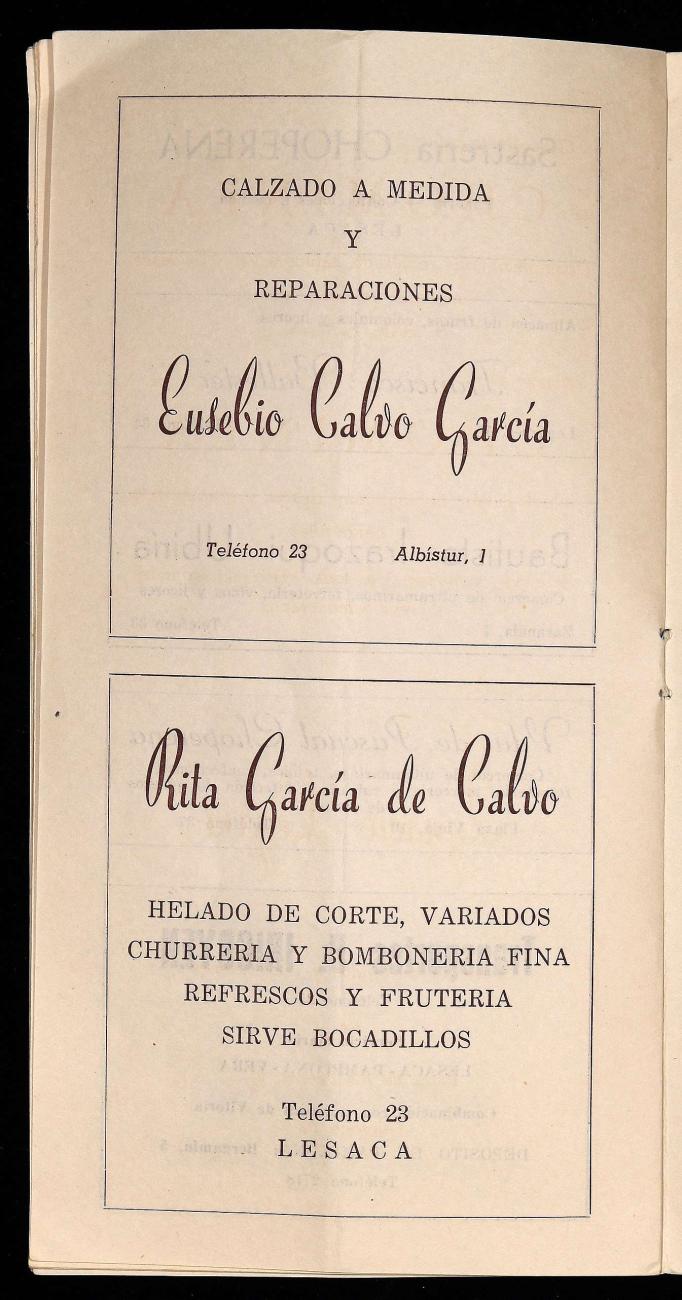 CALZADO A MEDIDA
Y
REPARACIONES
Eusebio Calvo García
Teléfono 23 Albístur, 1
Rita García de Calvo
HELADO DE CORTE, VARIADOS
CHURRERIA Y BOMBONERIA FINA
REFRESCOS Y FRUTERIA
SIRVE BOCADILLOS
Teléfono 23
LESACA